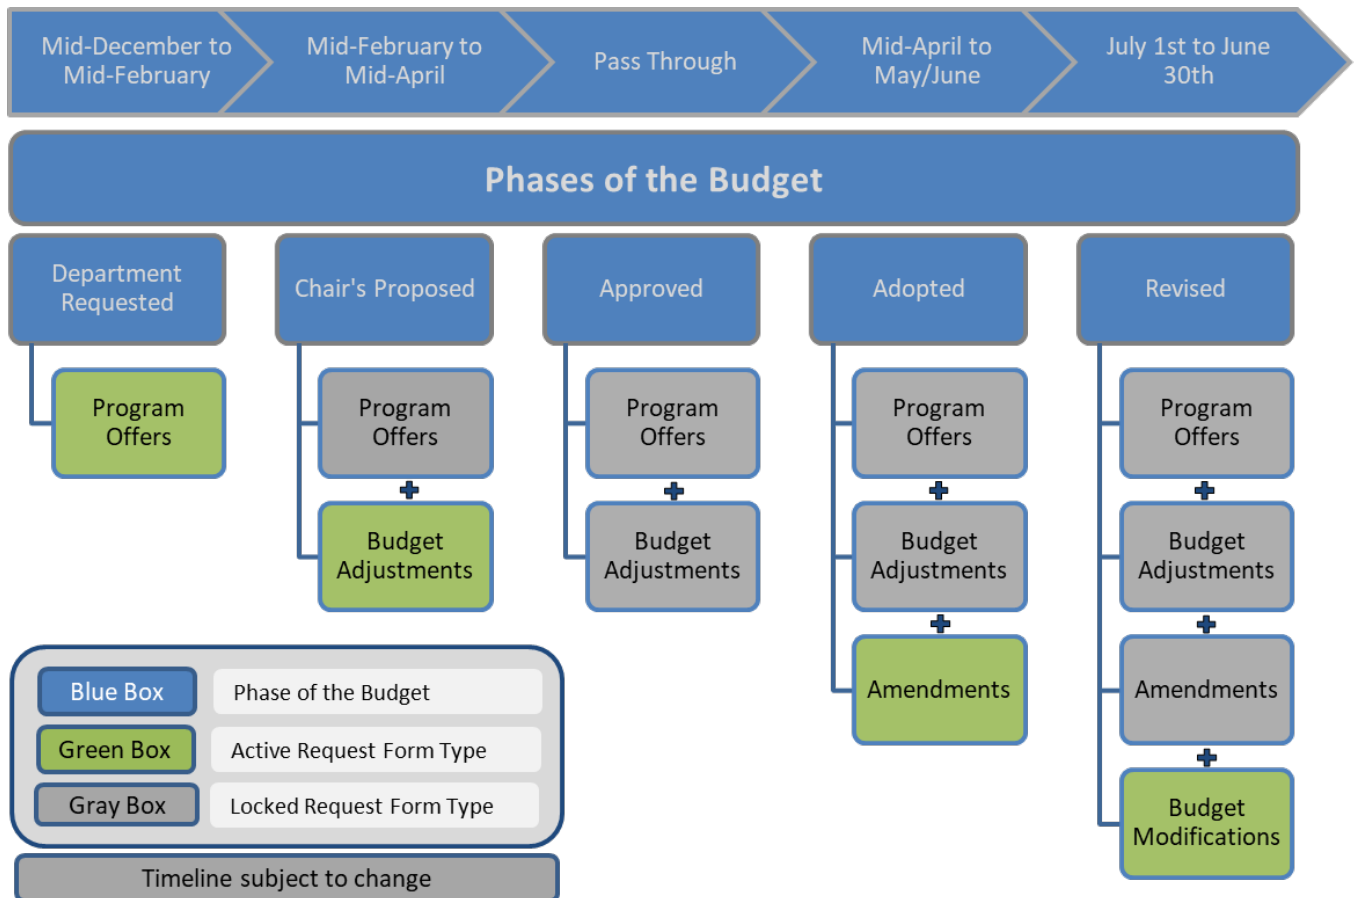 Mid-December to
Mid-February
Mid-February to
Mid-April
Pass Through
Mid-April to
May/June
July 1st to June
30th
Phases of the Budget
Department
Requested
Chair's Proposed
Approved
Adopted
Revised
Program
Offers
Program
Offers
Program
Offers
Program
Offers
Program
Offers
Budget
Adjustments
Budget
Adjustments
Budget
Adjustments
Budget
Adjustments
Amendments
Amendments
Budget
Modifications
Blue Box
Phase of the Budget
Green Box
Active Request Form Type
Gray Box
Locked Request Form Type
Timeline subject to change